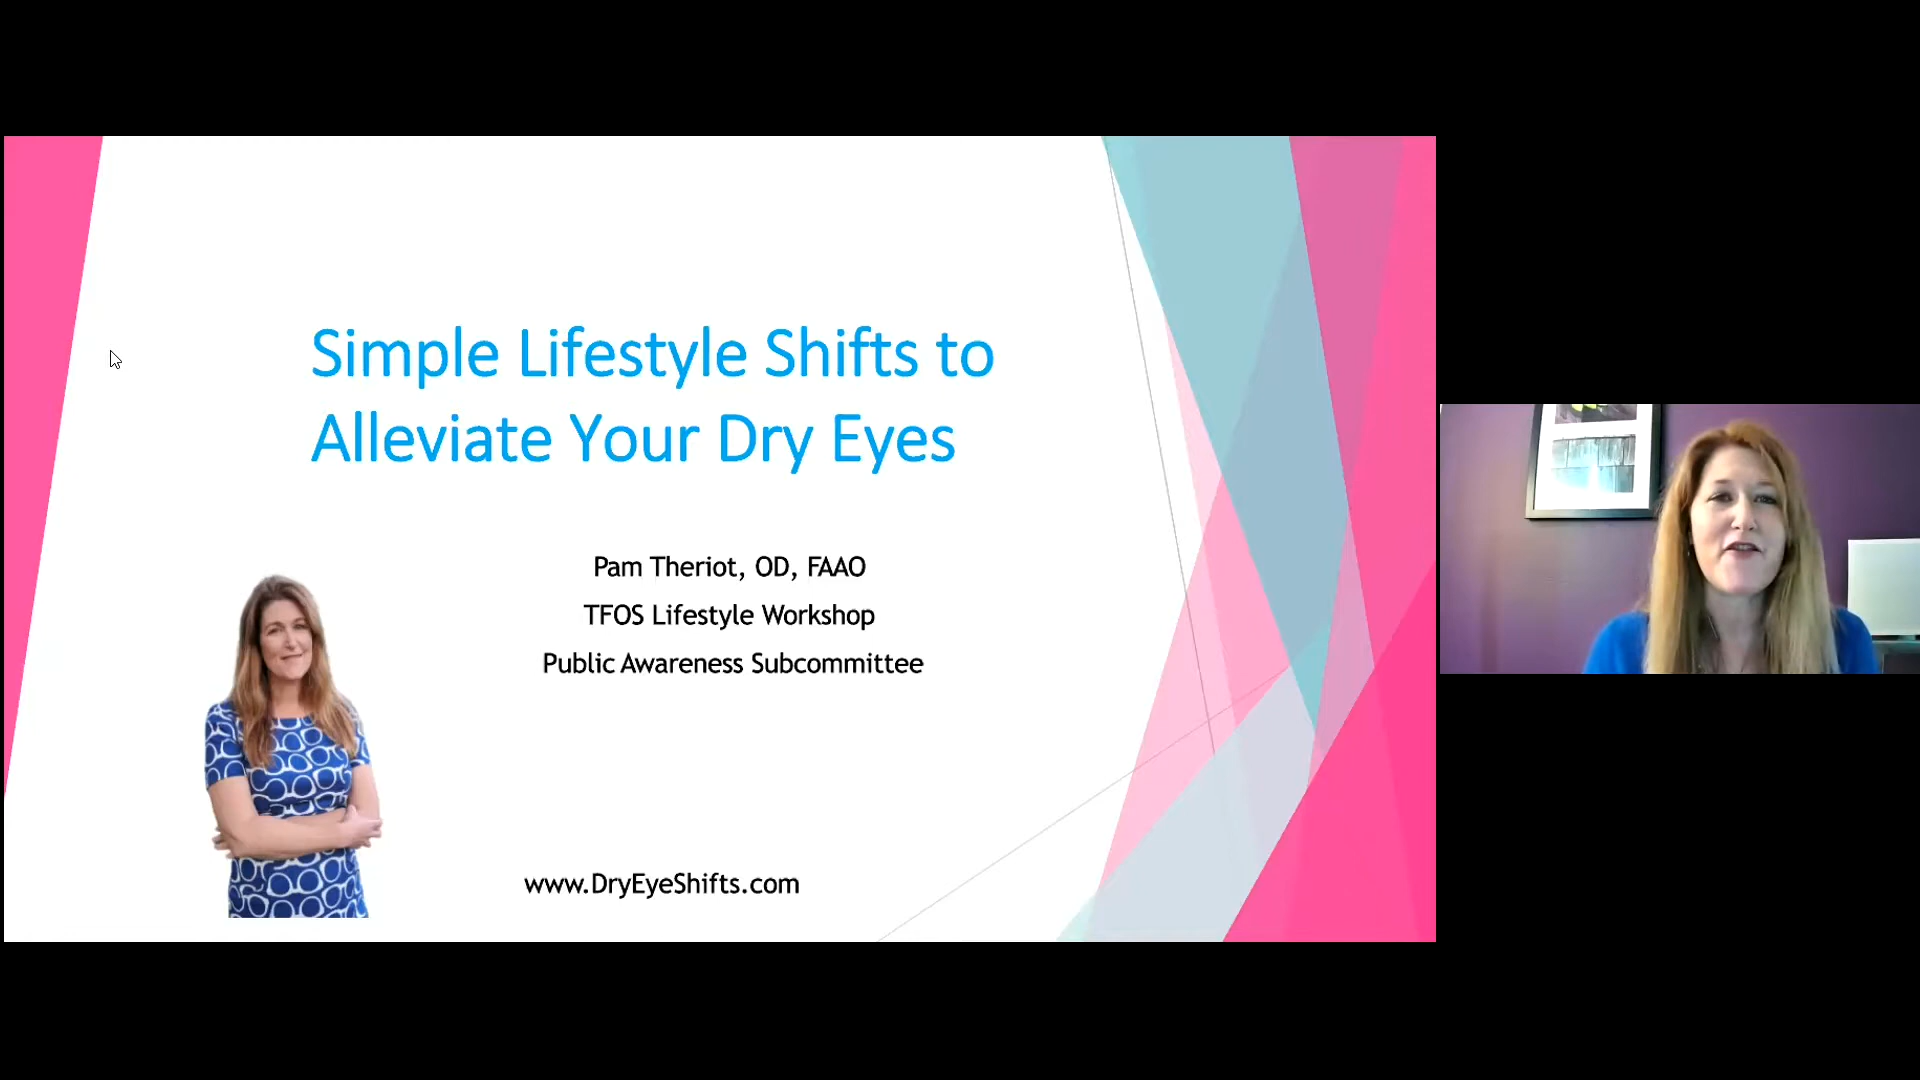 Simple Lifestyle Shifts to
Alleviate Your Dry Eyes
Pam Theriot, OD, FAAO
TFOS Lifestyle Workshop
Public Awareness Subcommittee
www.DryEyeShifts.com